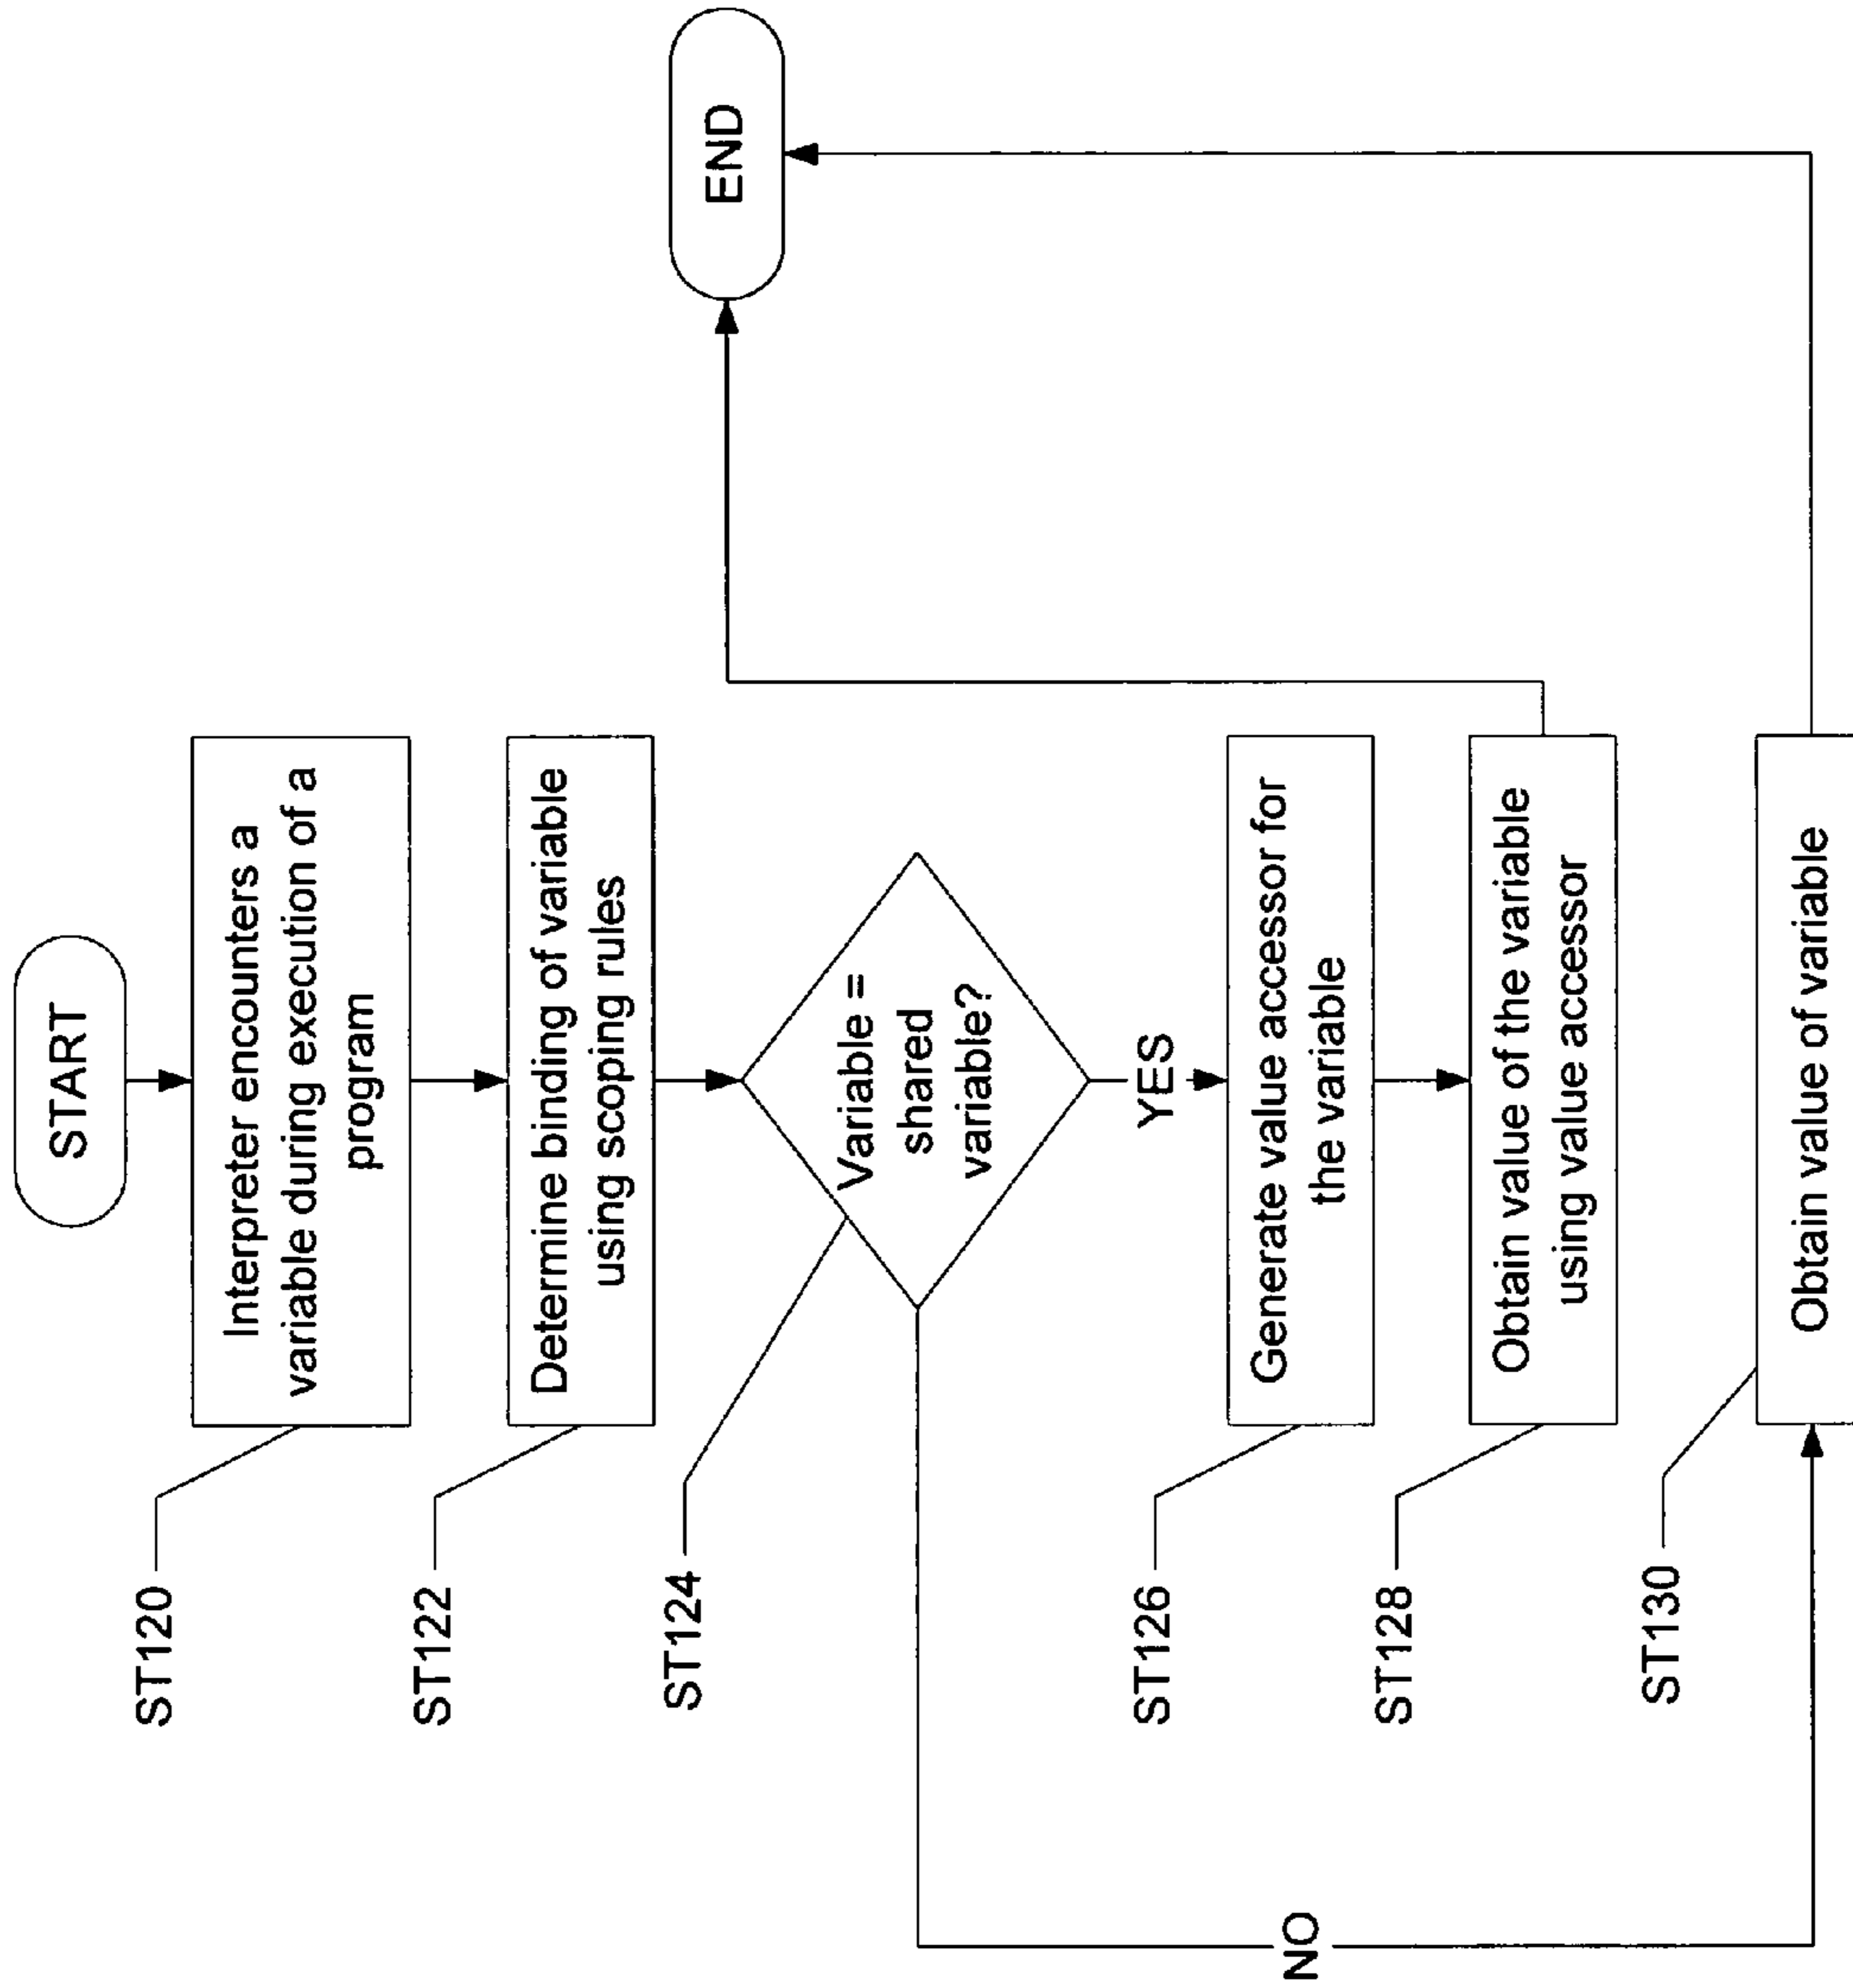 START
ST120
Interpreter encounters a
variable during execution of a
program
ST122
Determine binding of variable
using scoping rules
ST124
Variable =
shared
variable?
YES
NO
ST126
Generate value accessor for
the variable
ST128
Obtain value of the variable
using value accessor
ST130
Obtain value of variable
END